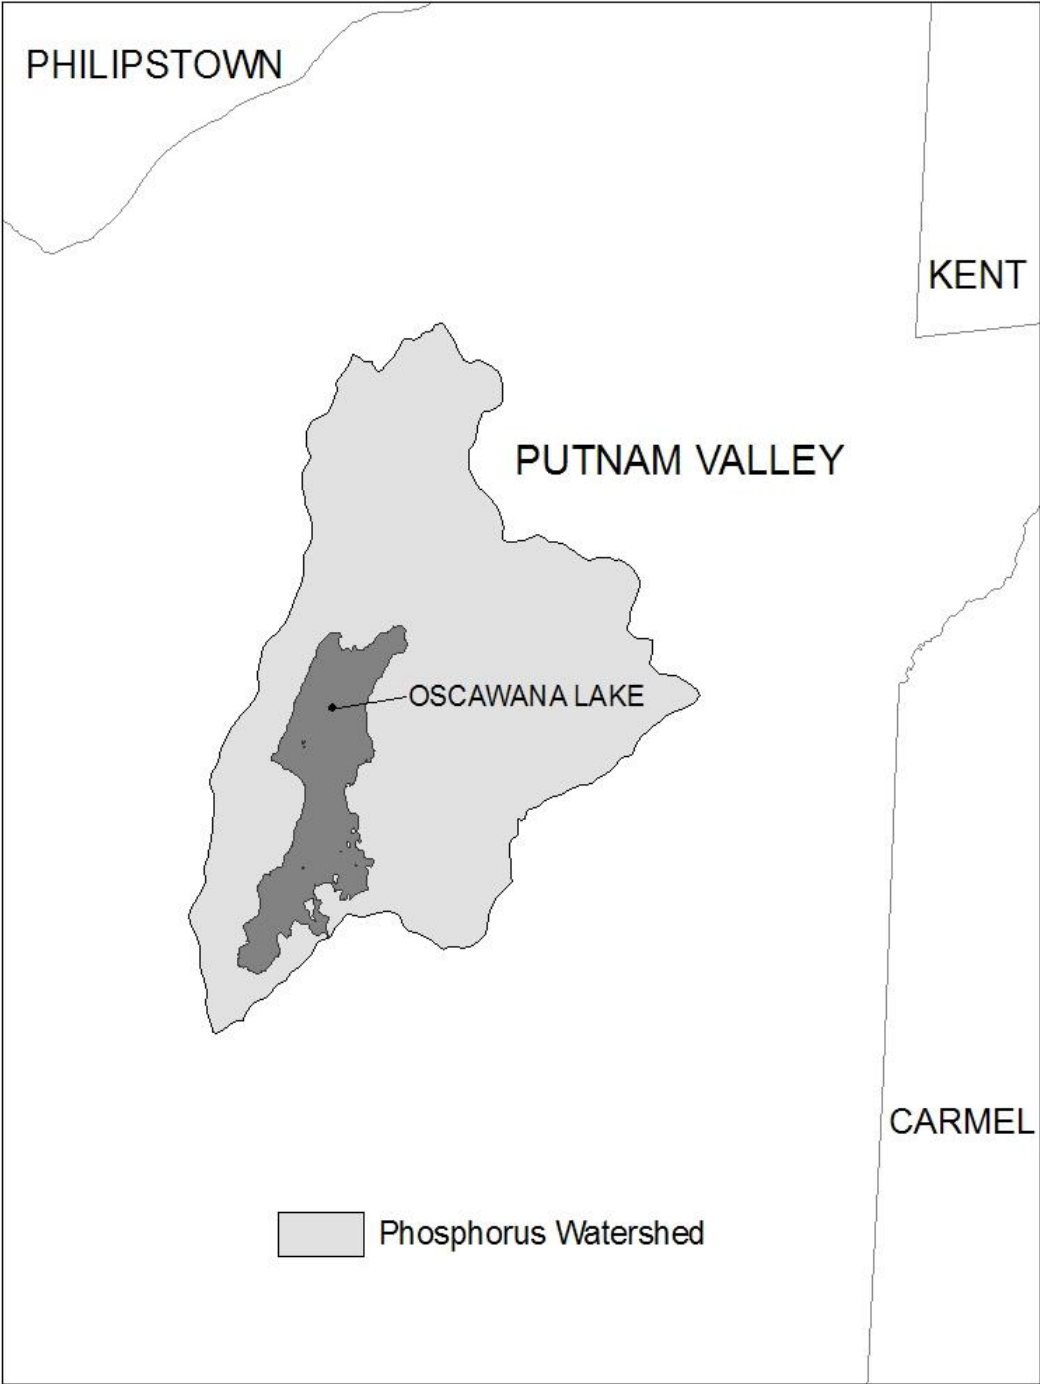 PHILIPSTOWN
KENT
PUTNAM VALLEY
OSCAWANA LAKE
CARMEL
Phosphorus Watershed